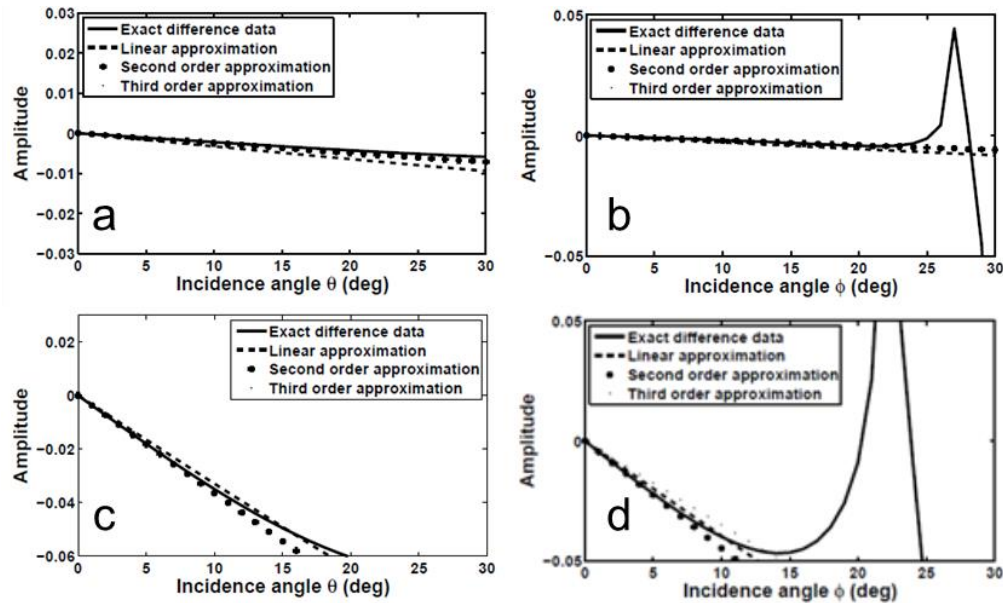 0.03
0.02
0.01
0
−0.01
−0.02
−0.03
Amplitude
Exact difference data
Linear approximation
Second order approximation
Third order approximation
a
0 5 10 15 20 25 30
Incidence angle θ (deg)
0.05
0
−0.05
Amplitude
Exact difference data
Linear approximation
Second order approximation
Third order approximation
b
0 5 10 15 20 25 30
Incidence angle ϕ (deg)
0.02
0
−0.02
−0.04
−0.06
Amplitude
Exact difference data
Linear approximation
Second order approximation
Third order approximation
c
0 5 10 15 20 25 30
Incidence angle θ (deg)
0.05
0
−0.05
Amplitude
Exact difference data
Linear approximation
Second order approximation
Third order approximation
d
0 5 10 15 20 25 30
Incidence angle ϕ (deg)